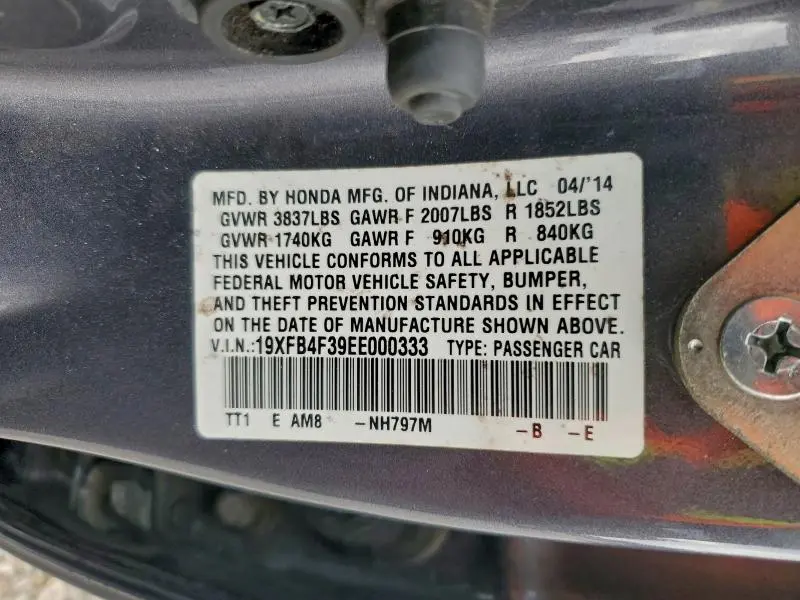 MFD. BY HONDA MFG. OF INDIANA, LLC 04/'14
GVWR 3837LBS GAWR F 2007LBS R 1852LBS
GVWR 1740KG GAWR F 910KG R 840KG
THIS VEHICLE CONFORMS TO ALL APPLICABLE
FEDERAL MOTOR VEHICLE SAFETY, BUMPER,
AND THEFT PREVENTION STANDARDS IN EFFECT
ON THE DATE OF MANUFACTURE SHOWN ABOVE.
V.I.N.:19XFB4F39EE000333 TYPE: PASSENGER CAR
TT1 E AM8 -NH797M -B -E